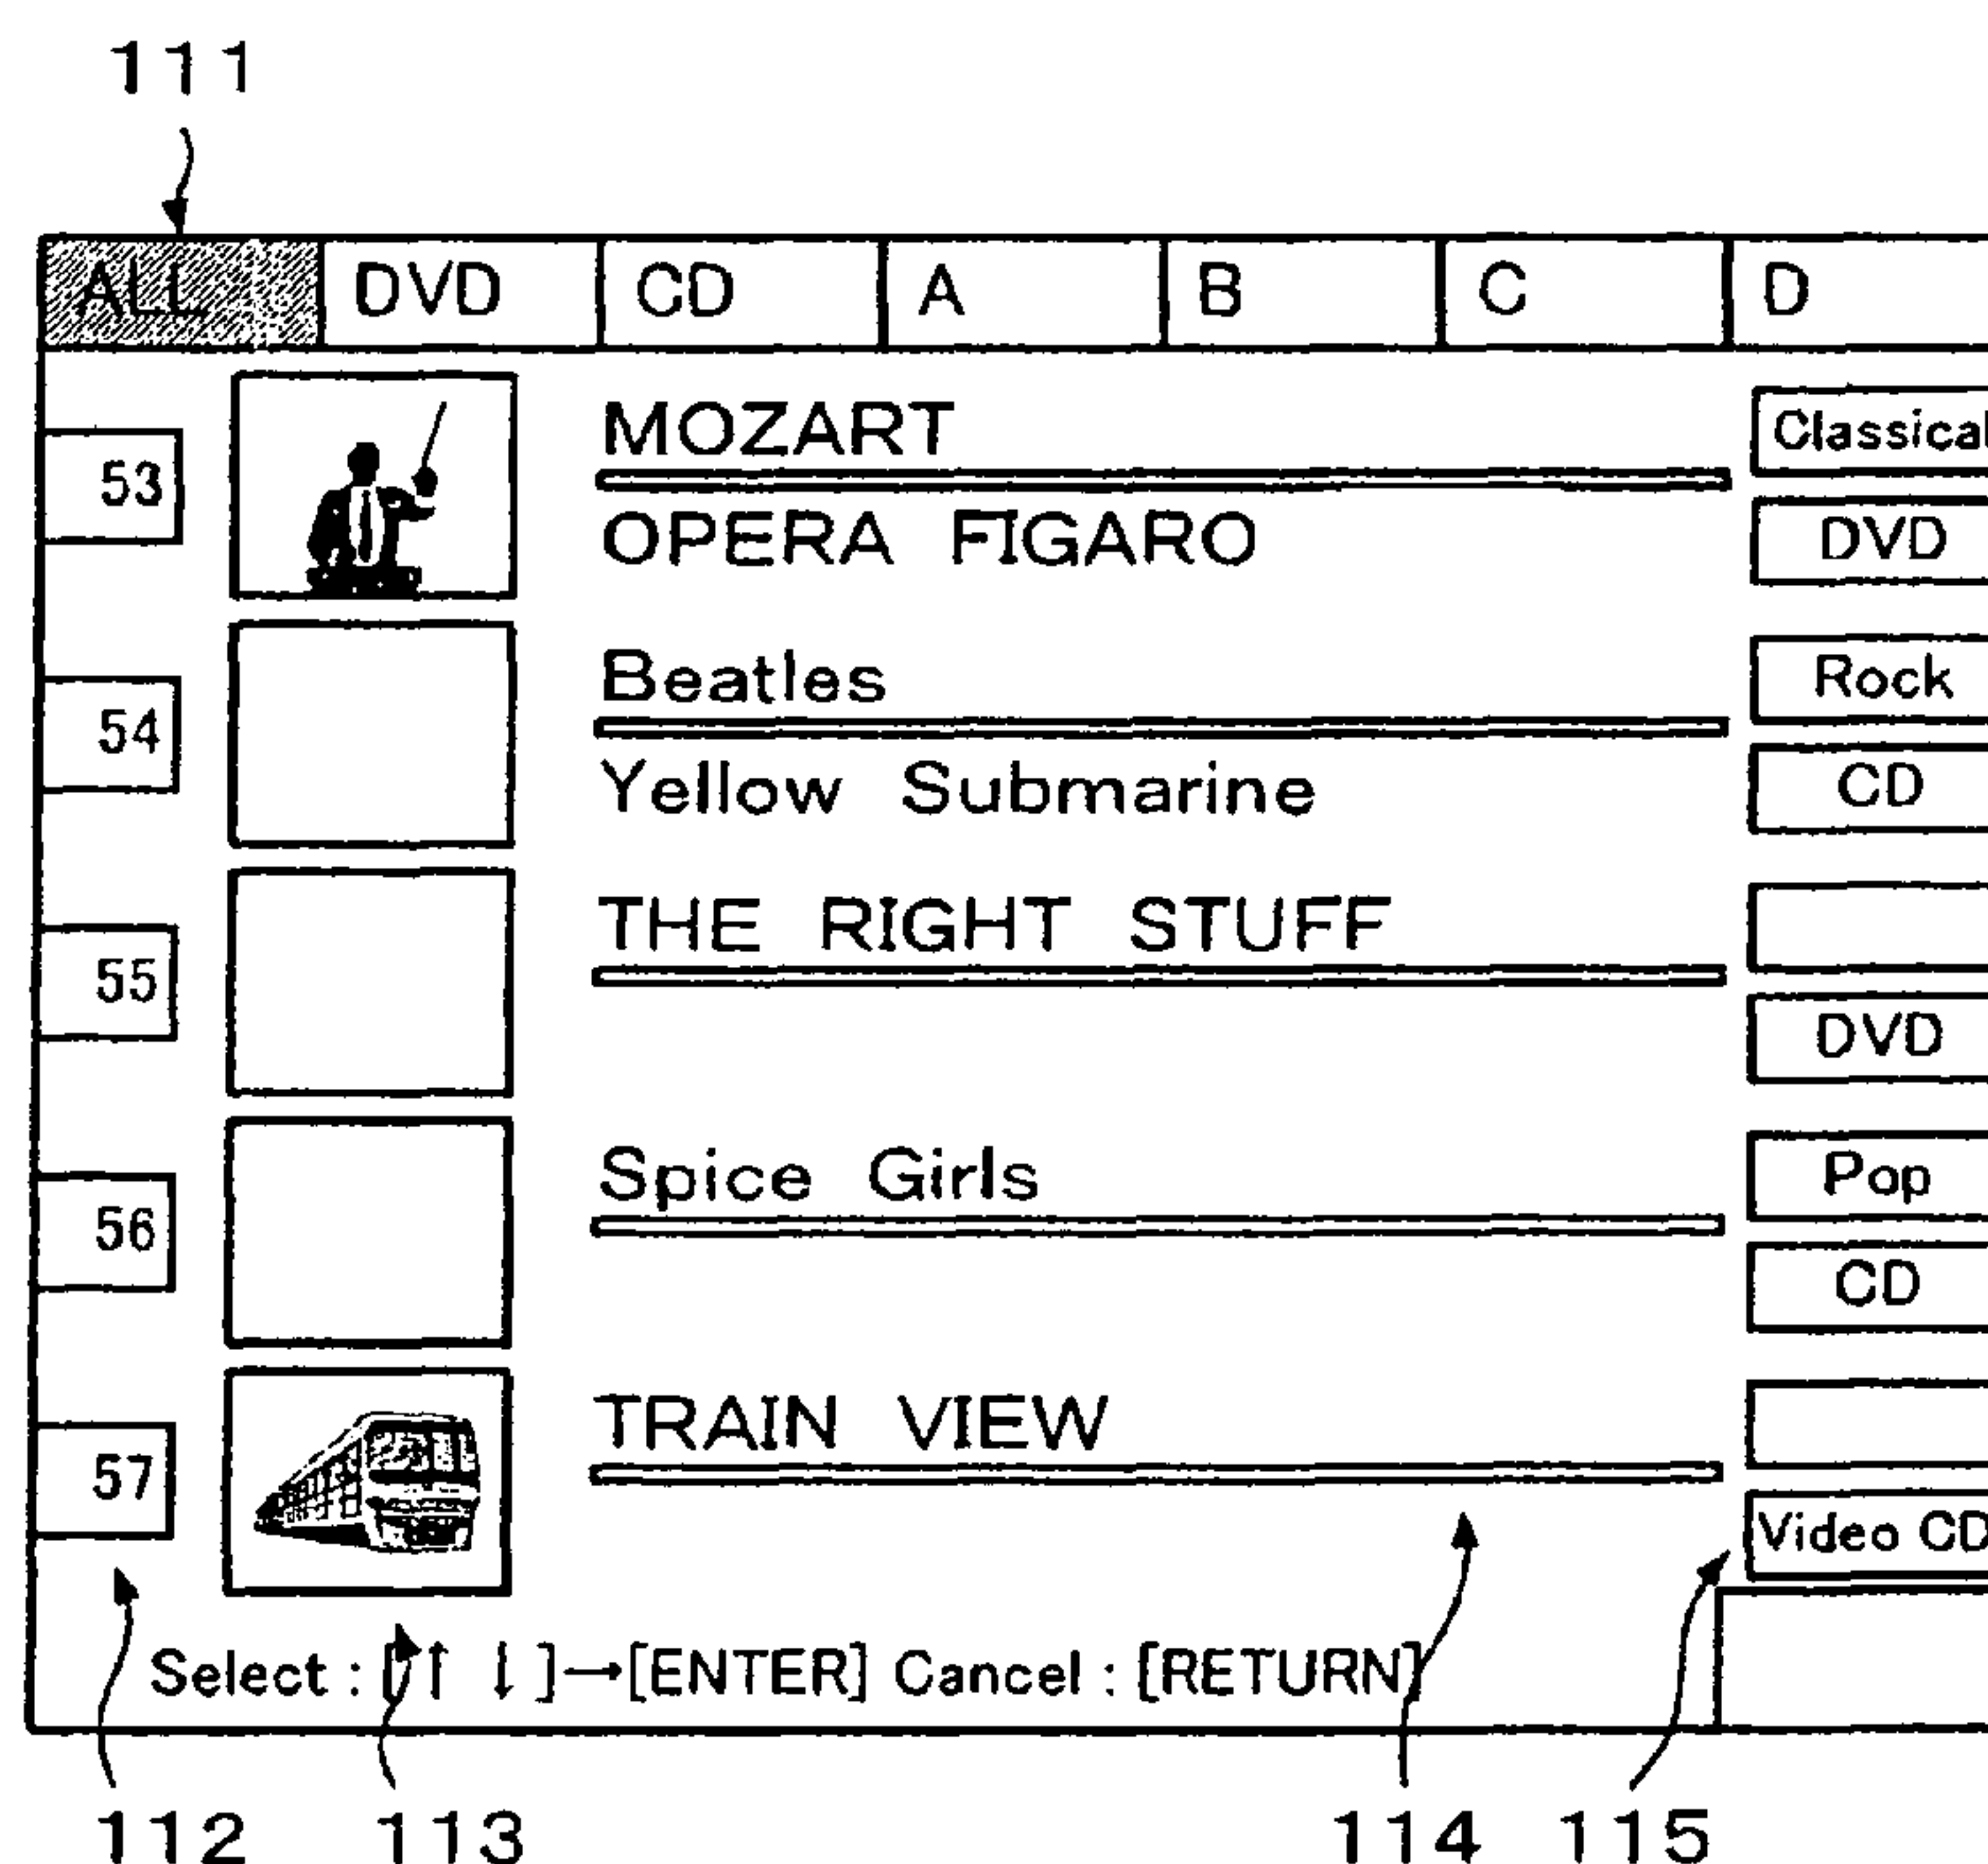 111
ALL DVD CD A B C D
53
MOZART
OPERA FIGARO
Classical
DVD
54
Beatles
Yellow Submarine
Rock
CD
55
THE RIGHT STUFF
DVD
56
Spice Girls
Pop
CD
57
TRAIN VIEW
Video CD
Select : [↑ ↓]→[ENTER] Cancel : [RETURN]
112 113 114 115